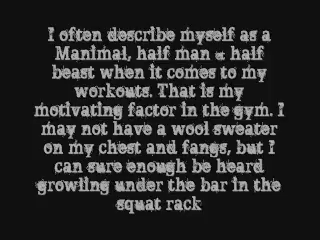 I often describe myself as a
Manimal, half man & half
beast when it comes to my
workouts. That is my
motivating factor in the gym. I
may not have a wool sweater
on my chest and fangs, but I
can sure enough be heard
growling under the bar in the
squat rack